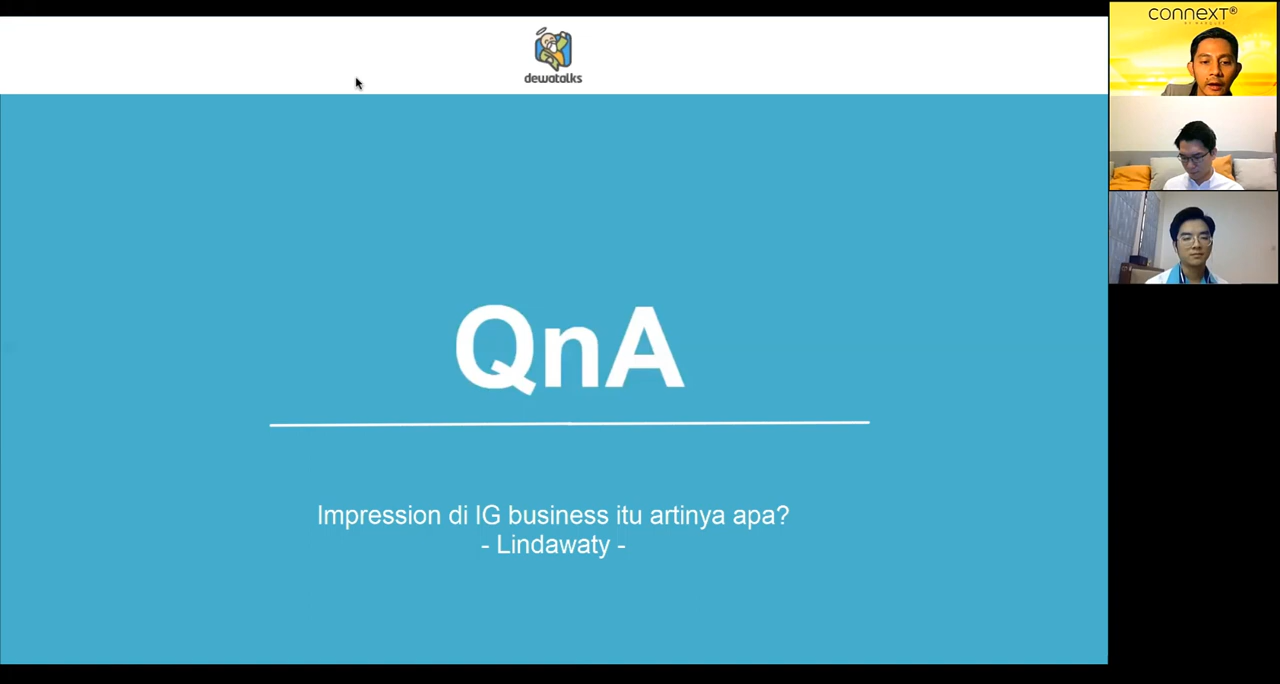 dewatalks
connexT®
QnA
Impression di IG business itu artinya apa?
- Lindawaty -